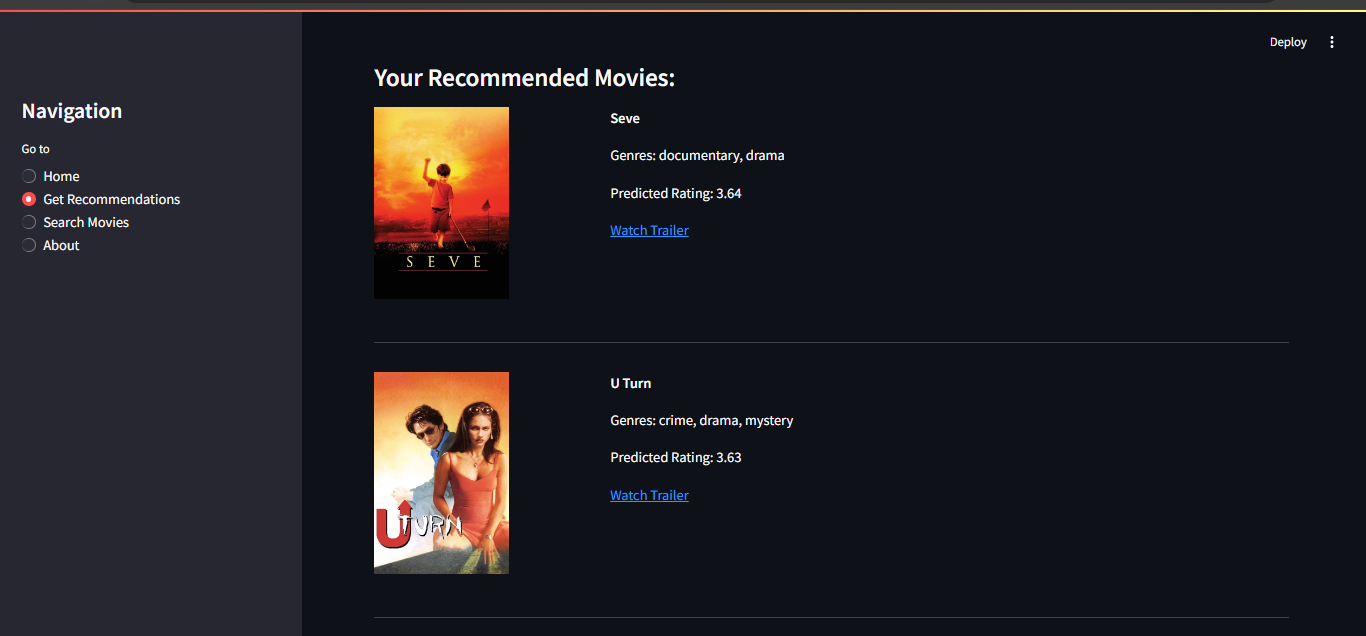 Deploy
Navigation
Go to
Home
Get Recommendations
Search Movies
About
Your Recommended Movies:
SEVE
Seve
Genres: documentary, drama
Predicted Rating: 3.64
Watch Trailer
U TURN
U Turn
Genres: crime, drama, mystery
Predicted Rating: 3.63
Watch Trailer